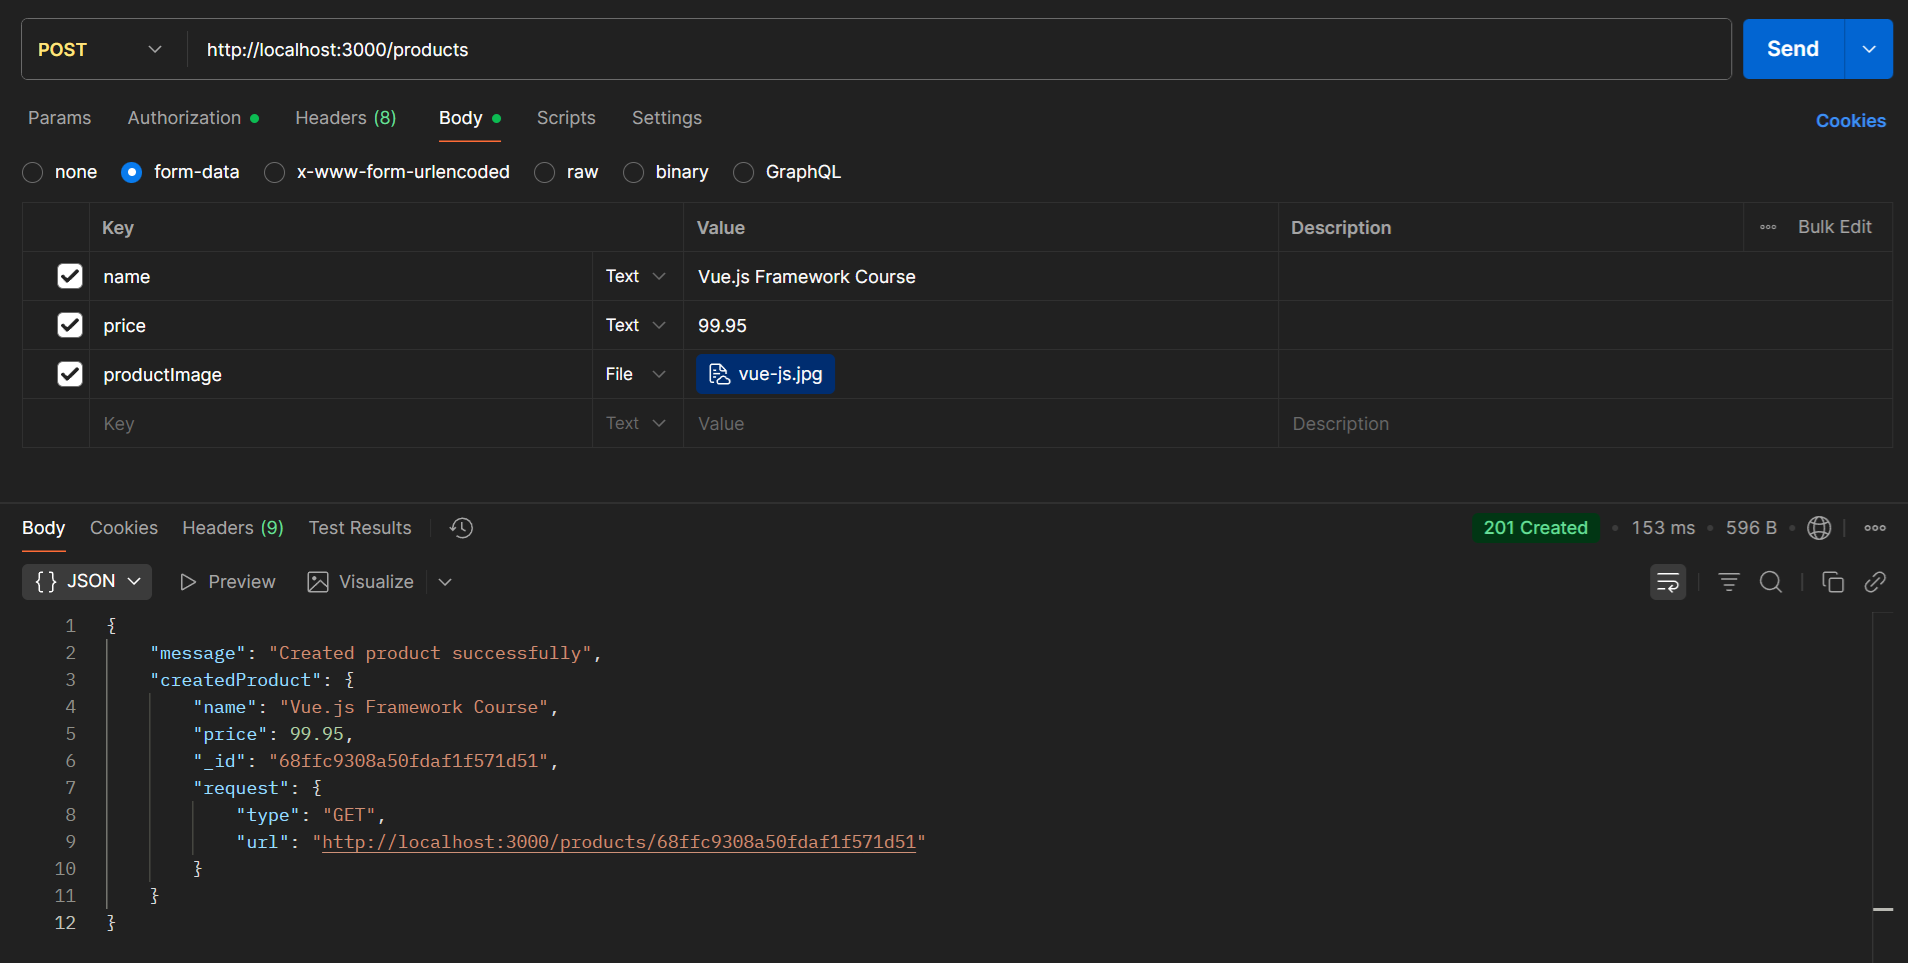 POST http://localhost:3000/products Send
Params Authorization Headers (8) Body Scripts Settings Cookies
none form-data x-www-form-urlencoded raw binary GraphQL
Key Value Description Bulk Edit
name Text Vue.js Framework Course
price Text 99.95
productImage File vue-js.jpg
Key Text Value Description
Body Cookies Headers (9) Test Results 201 Created 153 ms 596 B
{ } JSON Preview Visualize
1 {
2 "message": "Created product successfully",
3 "createdProduct": {
4 "name": "Vue.js Framework Course",
5 "price": 99.95,
6 "_id": "68ffc9308a50fdaf1f571d51",
7 "request": {
8 "type": "GET",
9 "url": "http://localhost:3000/products/68ffc9308a50fdaf1f571d51"
10 }
11 }
12 }